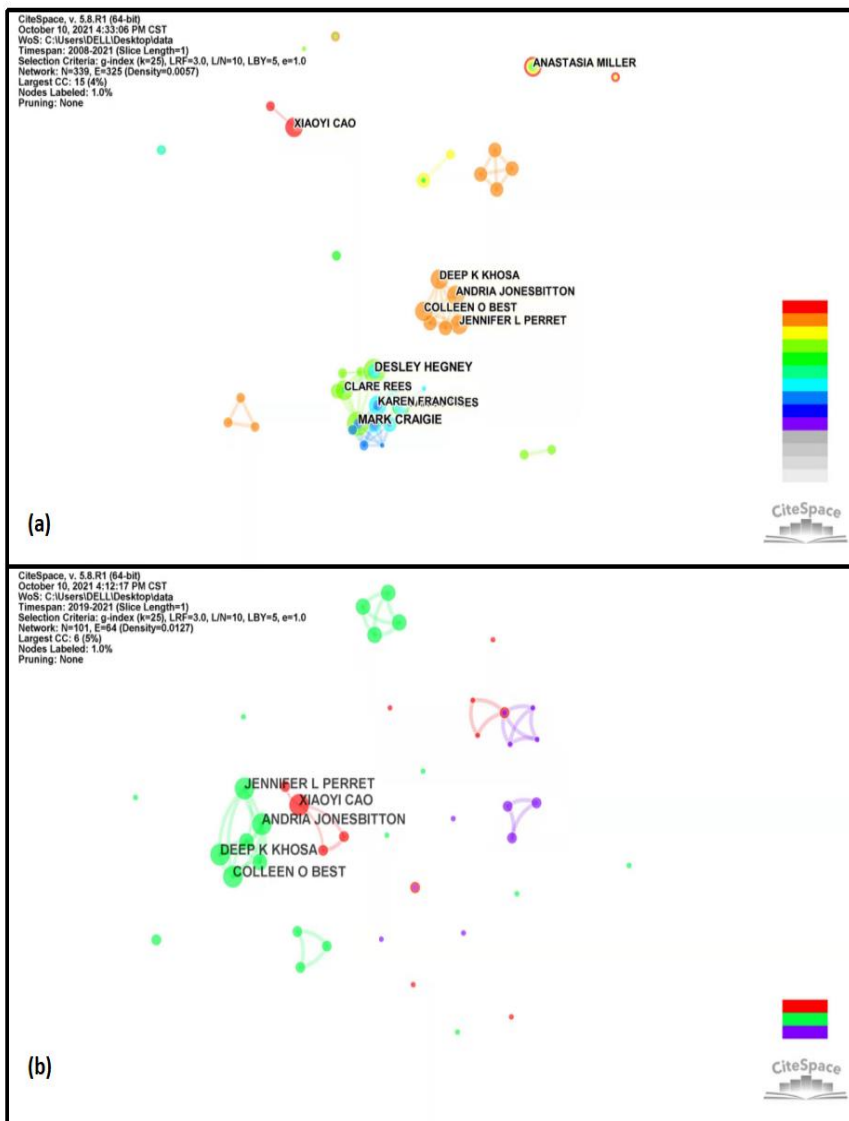 CiteSpace, v. 5.8.R1 (64-bit)
October 10, 2021 4:33:06 PM CST
WoS: C:\Users\DELL\Desktop\data
Timespan: 2008-2021 (Slice Length=1)
Selection Criteria: g-index (k=25), LRF=3.0, L/N=10, LBY=5, e=1.0
Network: N=339, E=325 (Density=0.0057)
Largest CC: 15 (4%)
Nodes Labeled: 1.0%
Pruning: None
ANASTASIA MILLER
XIAOYI CAO
DEEP K KHOSA
ANDRIA JONESBITTON
COLLEEN O BEST
JENNIFER L PERRET
DESLEY HEGNEY
CLARE REES
KAREN FRANCIS
MARK CRAIGIE
CiteSpace
(a)
CiteSpace, v. 5.8.R1 (64-bit)
October 10, 2021 4:12:17 PM CST
WoS: C:\Users\DELL\Desktop\data
Timespan: 2019-2021 (Slice Length=1)
Selection Criteria: g-index (k=25), LRF=3.0, L/N=10, LBY=5, e=1.0
Network: N=101, E=64 (Density=0.0127)
Largest CC: 6 (5%)
Nodes Labeled: 1.0%
Pruning: None
JENNIFER L PERRET
XIAOYI CAO
ANDRIA JONESBITTON
DEEP K KHOSA
COLLEEN O BEST
CiteSpace
(b)